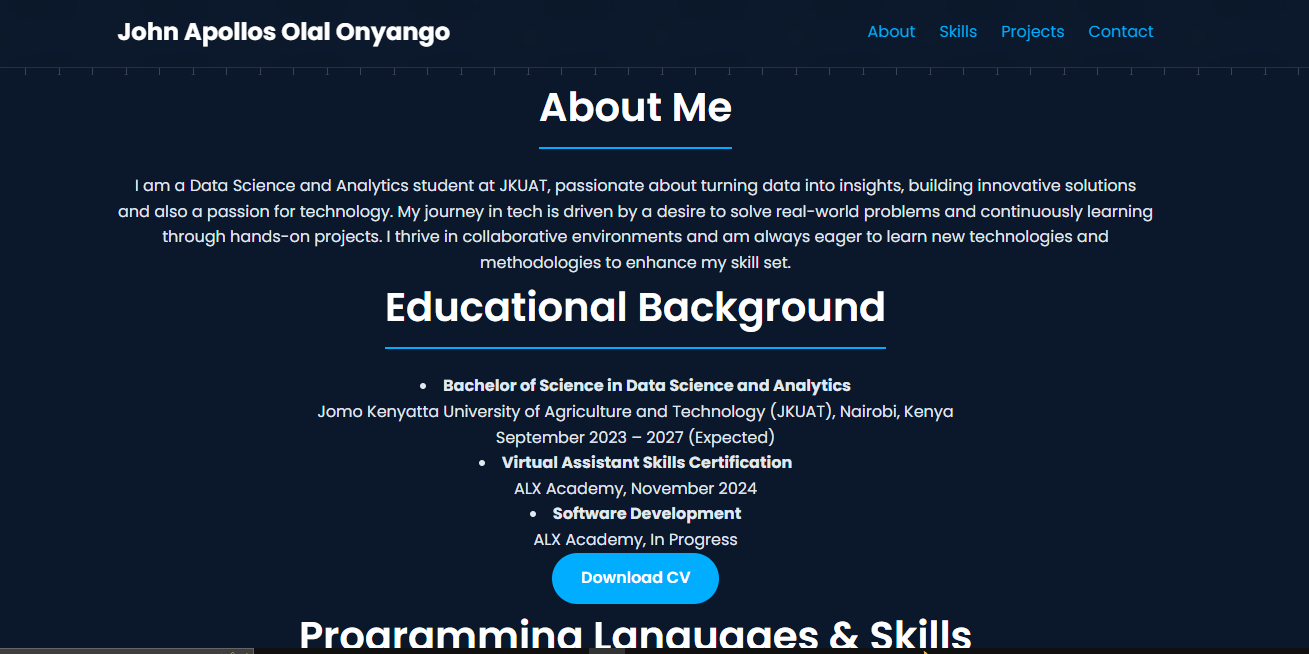 John Apollos Olal Onyango
About Skills Projects Contact
About Me
I am a Data Science and Analytics student at JKUAT, passionate about turning data into insights, building innovative solutions
and also a passion for technology. My journey in tech is driven by a desire to solve real-world problems and continuously learning
through hands-on projects. I thrive in collaborative environments and am always eager to learn new technologies and
methodologies to enhance my skill set.
Educational Background
• Bachelor of Science in Data Science and Analytics
Jomo Kenyatta University of Agriculture and Technology (JKUAT), Nairobi, Kenya
September 2023 – 2027 (Expected)
• Virtual Assistant Skills Certification
ALX Academy, November 2024
• Software Development
ALX Academy, In Progress
Download CV
Programming Languages & Skills